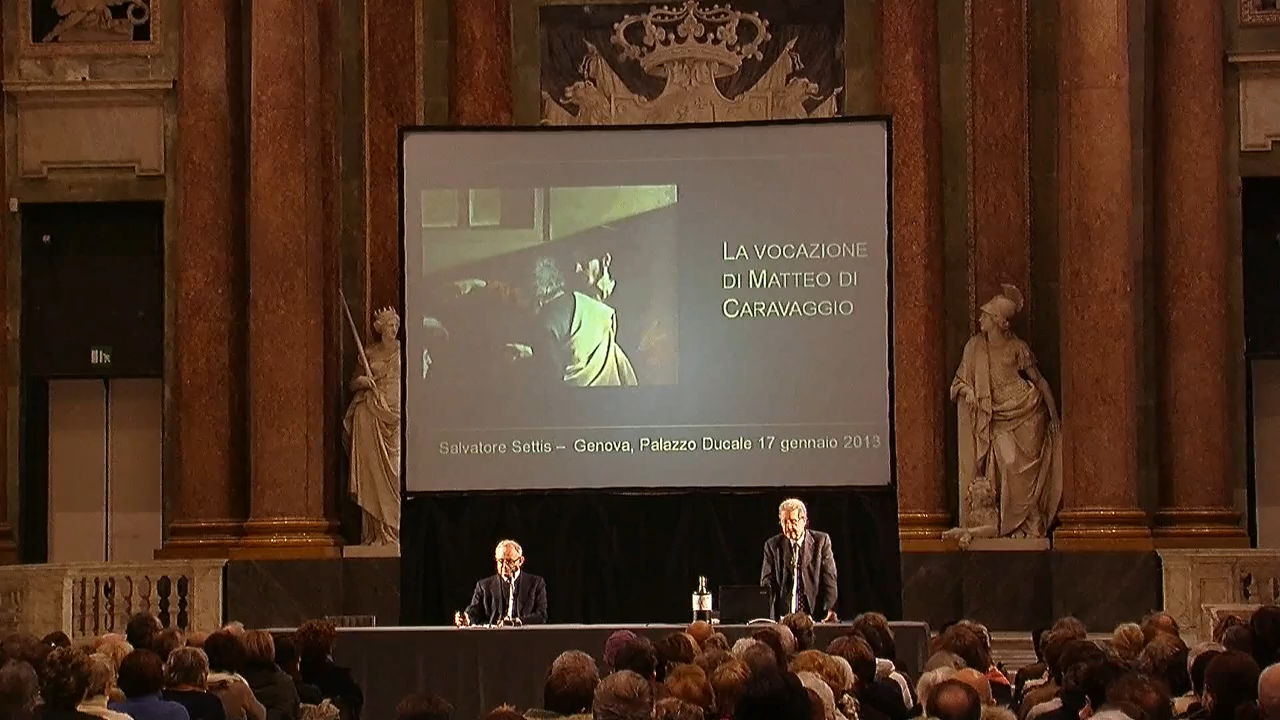 LA VOCAZIONE
DI MATTEO DI
CARAVAGGIO
Salvatore Settis – Genova, Palazzo Ducale 17 gennaio 2013